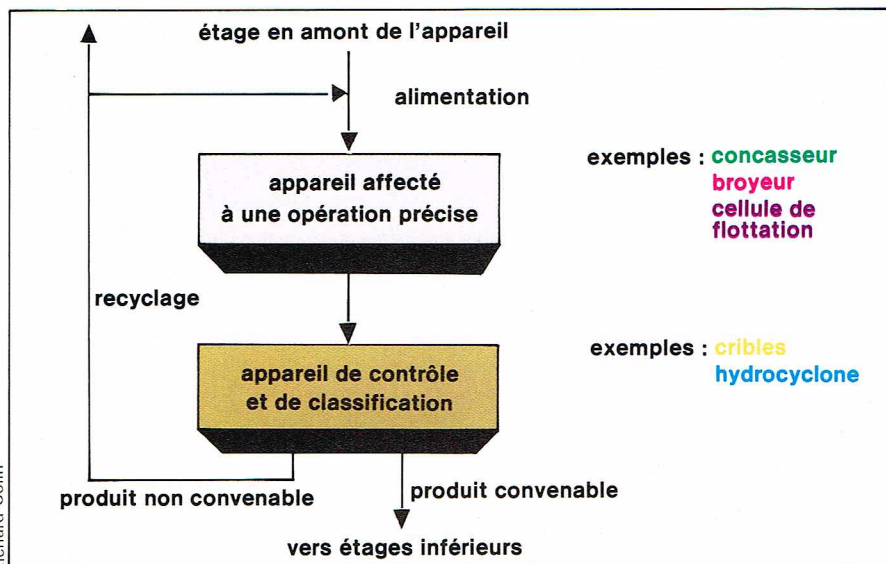 étage en amont de l'appareil
alimentation
appareil affecté
à une opération précise
exemples : concasseur
broyeur
cellule de
flottation
recyclage
appareil de contrôle
et de classification
exemples : cribles
hydrocyclone
produit non convenable
produit convenable
vers étages inférieurs
Colin